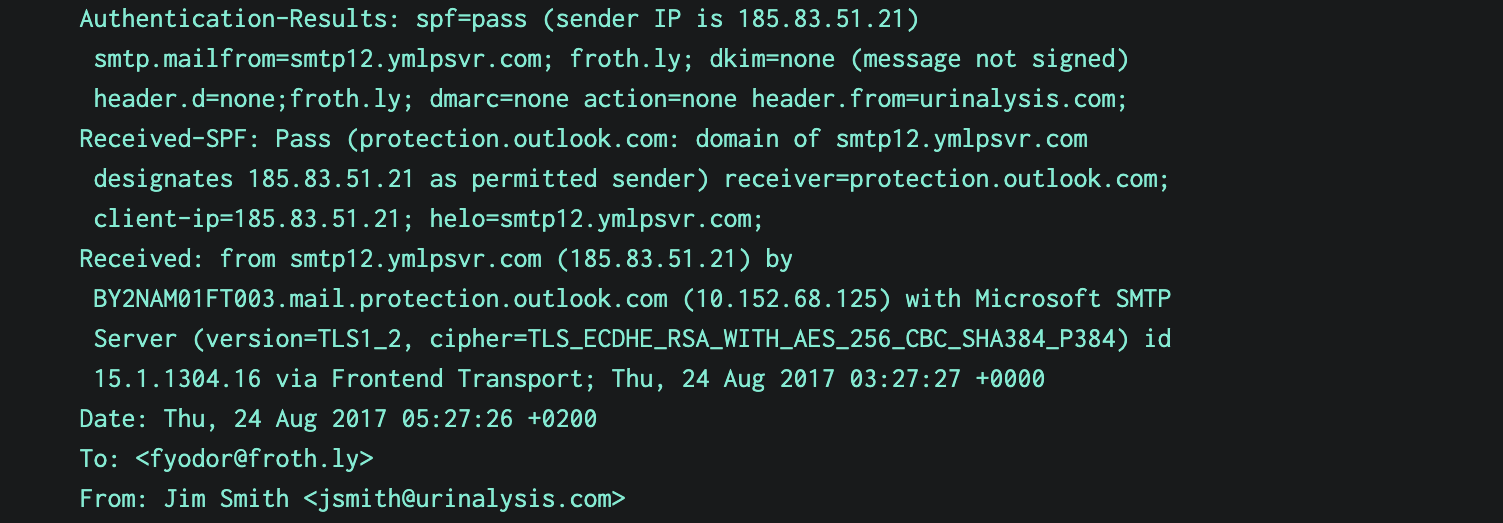 Authentication-Results: spf=pass (sender IP is 185.83.51.21)
smtp.mailfrom=smtp12.ymlpsvr.com; froth.ly; dkim=none (message not signed)
header.d=none;froth.ly; dmarc=none action=none header.from=urinalysis.com;
Received-SPF: Pass (protection.outlook.com: domain of smtp12.ymlpsvr.com
designates 185.83.51.21 as permitted sender) receiver=protection.outlook.com;
client-ip=185.83.51.21; helo=smtp12.ymlpsvr.com;
Received: from smtp12.ymlpsvr.com (185.83.51.21) by
BY2NAM01FT003.mail.protection.outlook.com (10.152.68.125) with Microsoft SMTP
Server (version=TLS1_2, cipher=TLS_ECDHE_RSA_WITH_AES_256_CBC_SHA384_P384) id
15.1.1304.16 via Frontend Transport; Thu, 24 Aug 2017 03:27:27 +0000
Date: Thu, 24 Aug 2017 05:27:26 +0200
To: <fyodor@froth.ly>
From: Jim Smith <jsmith@urinalysis.com>